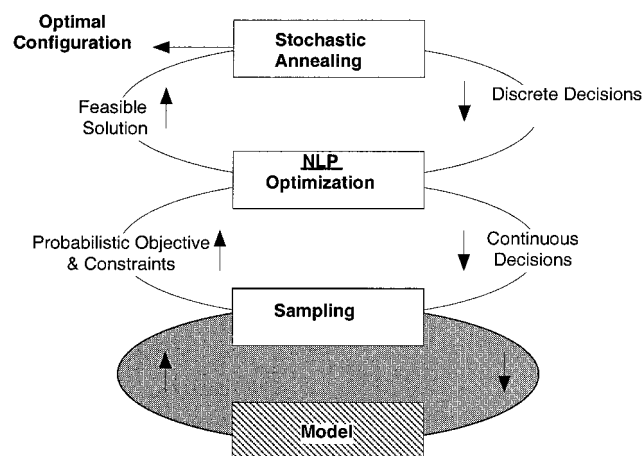 Optimal
Configuration
Stochastic
Annealing
Feasible
Solution
Discrete Decisions
NLP
Optimization
Probabilistic Objective
& Constraints
Continuous
Decisions
Sampling
Model